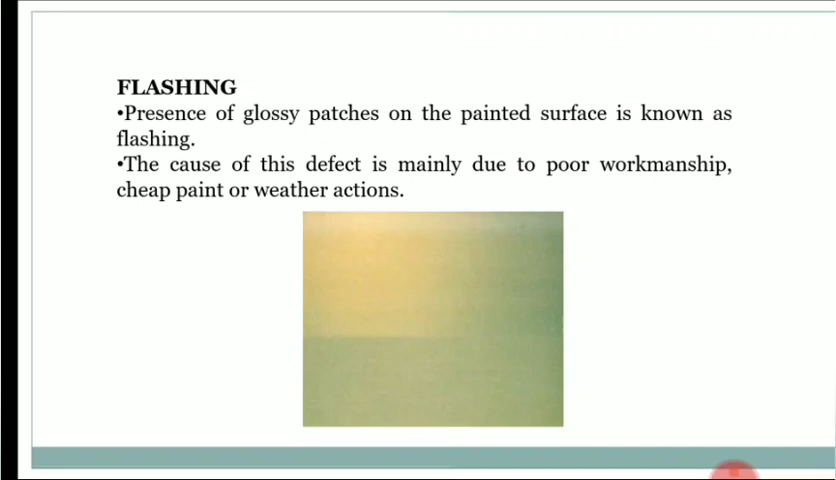 FLASHING
•Presence of glossy patches on the painted surface is known as
flashing.
•The cause of this defect is mainly due to poor workmanship,
cheap paint or weather actions.